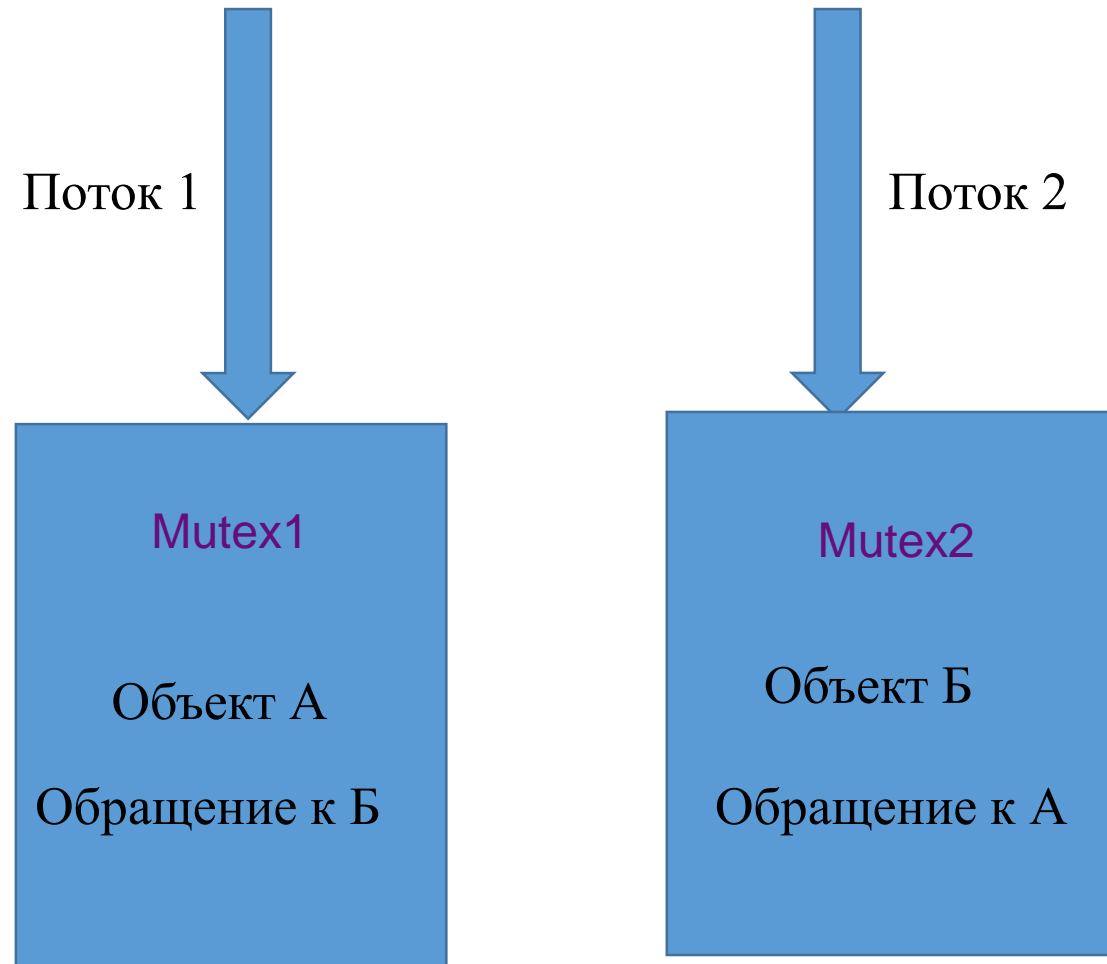 Поток 1
Поток 2
Mutex1
Объект А
Обращение к Б
Mutex2
Объект Б
Обращение к А